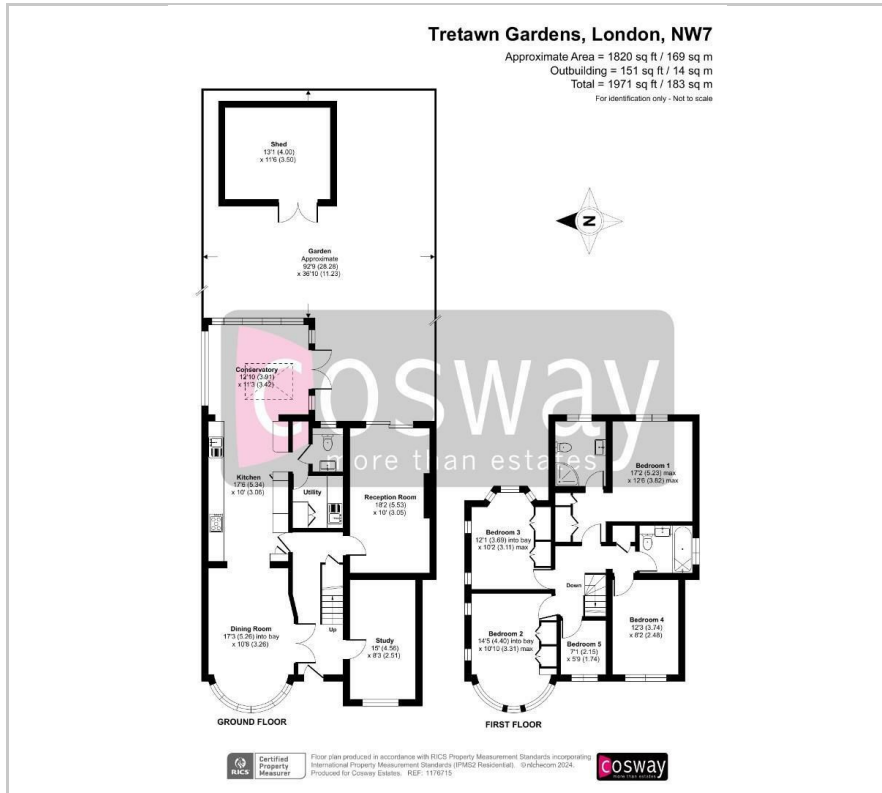 Tretawn Gardens, London, NW7
Approximate Area = 1820 sq ft / 169 sq m
Outbuilding = 151 sq ft / 14 sq m
Total = 1971 sq ft / 183 sq m
For identification only - Not to scale
Shed
13'1 (4.00)
x 11'6 (3.50)
N
Garden
Approximate
92'9 (28.28)
x 36'10 (11.23)
cosway
more than estates
Conservatory
12'10 (3.91)
x 11'3 (3.42)
Kitchen
17'6 (5.34)
x 10' (3.06)
Utility
Reception Room
18'2 (5.53)
x 10' (3.05)
Dining Room
17'3 (5.26) into bay
x 10'8 (3.26)
Up
Study
15' (4.56)
x 8'3 (2.51)
GROUND FLOOR
Bedroom 1
17'2 (5.23) max
x 12'6 (3.82) max
Bedroom 3
12'1 (3.69) into bay
x 10'2 (3.11) max
Down
Bedroom 2
14'5 (4.40) into bay
x 10'10 (3.31) max
Bedroom 4
12'3 (3.74)
x 8'2 (2.48)
Bedroom 5
7'1 (2.15)
x 5'9 (1.74)
FIRST FLOOR
RICS
Certified
Property
Measurer
Floor plan produced in accordance with RICS Property Measurement Standards incorporating
International Property Measurement Standards (IPMS2 Residential). ©nichecom 2024.
Produced for Cosway Estates. REF: 1176715
cosway
more than estates